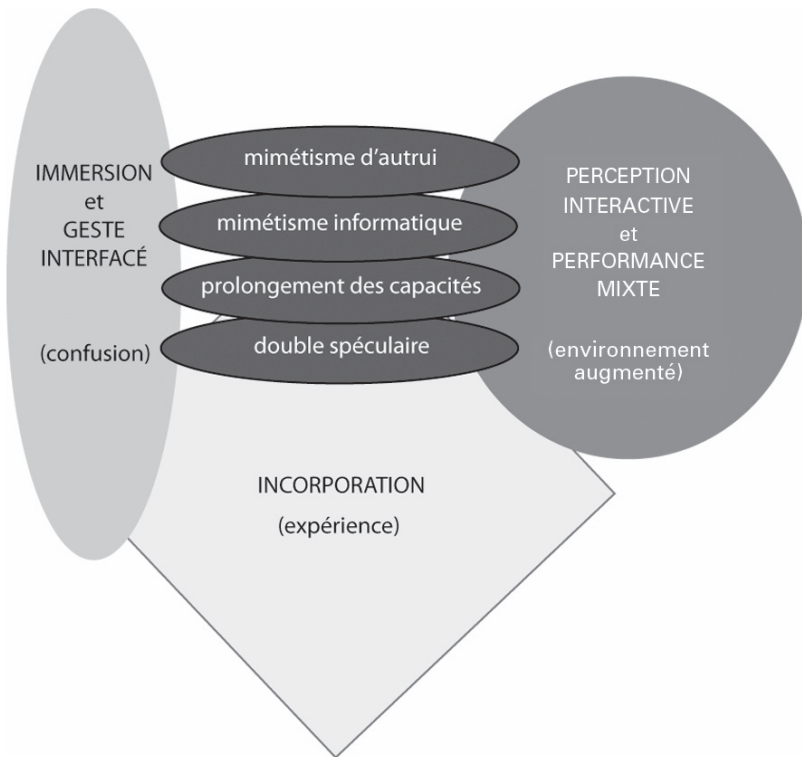 IMMERSION
et
GESTE
INTERFACÉ
(confusion)
mimétisme d'autrui
mimétisme informatique
prolongement des capacités
double spéculaire
PERCEPTION
INTERACTIVE
et
PERFORMANCE
MIXTE
(environnement
augmenté)
INCORPORATION
(expérience)